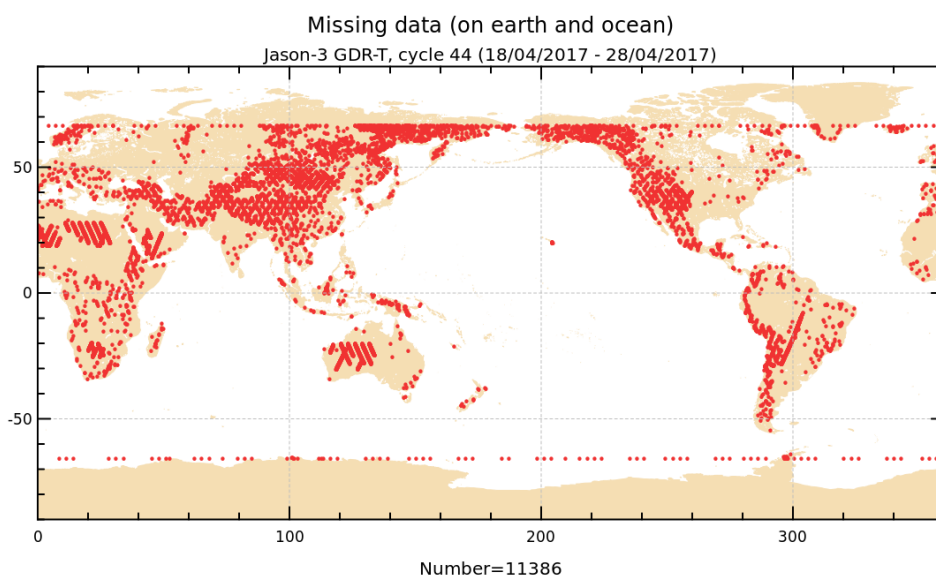 Missing data (on earth and ocean)
Jason-3 GDR-T, cycle 44 (18/04/2017 - 28/04/2017)
50
0
-50
0 100 200 300
Number=11386